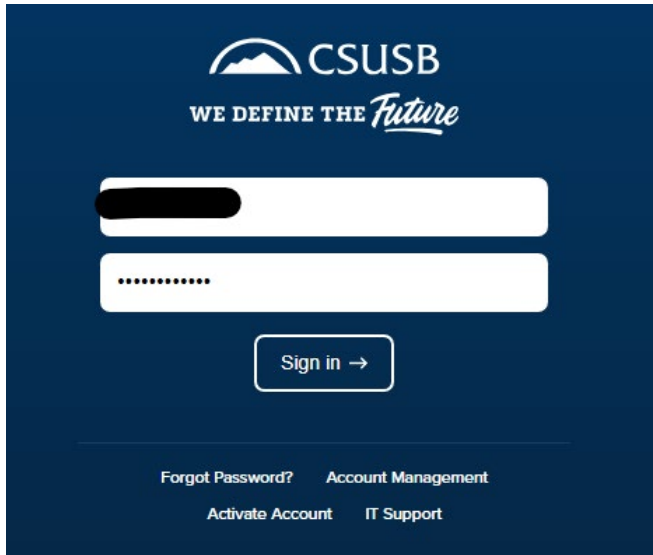 CSUSB
WE DEFINE THE Future
••••••••••••
Sign in →
Forgot Password? Account Management
Activate Account IT Support